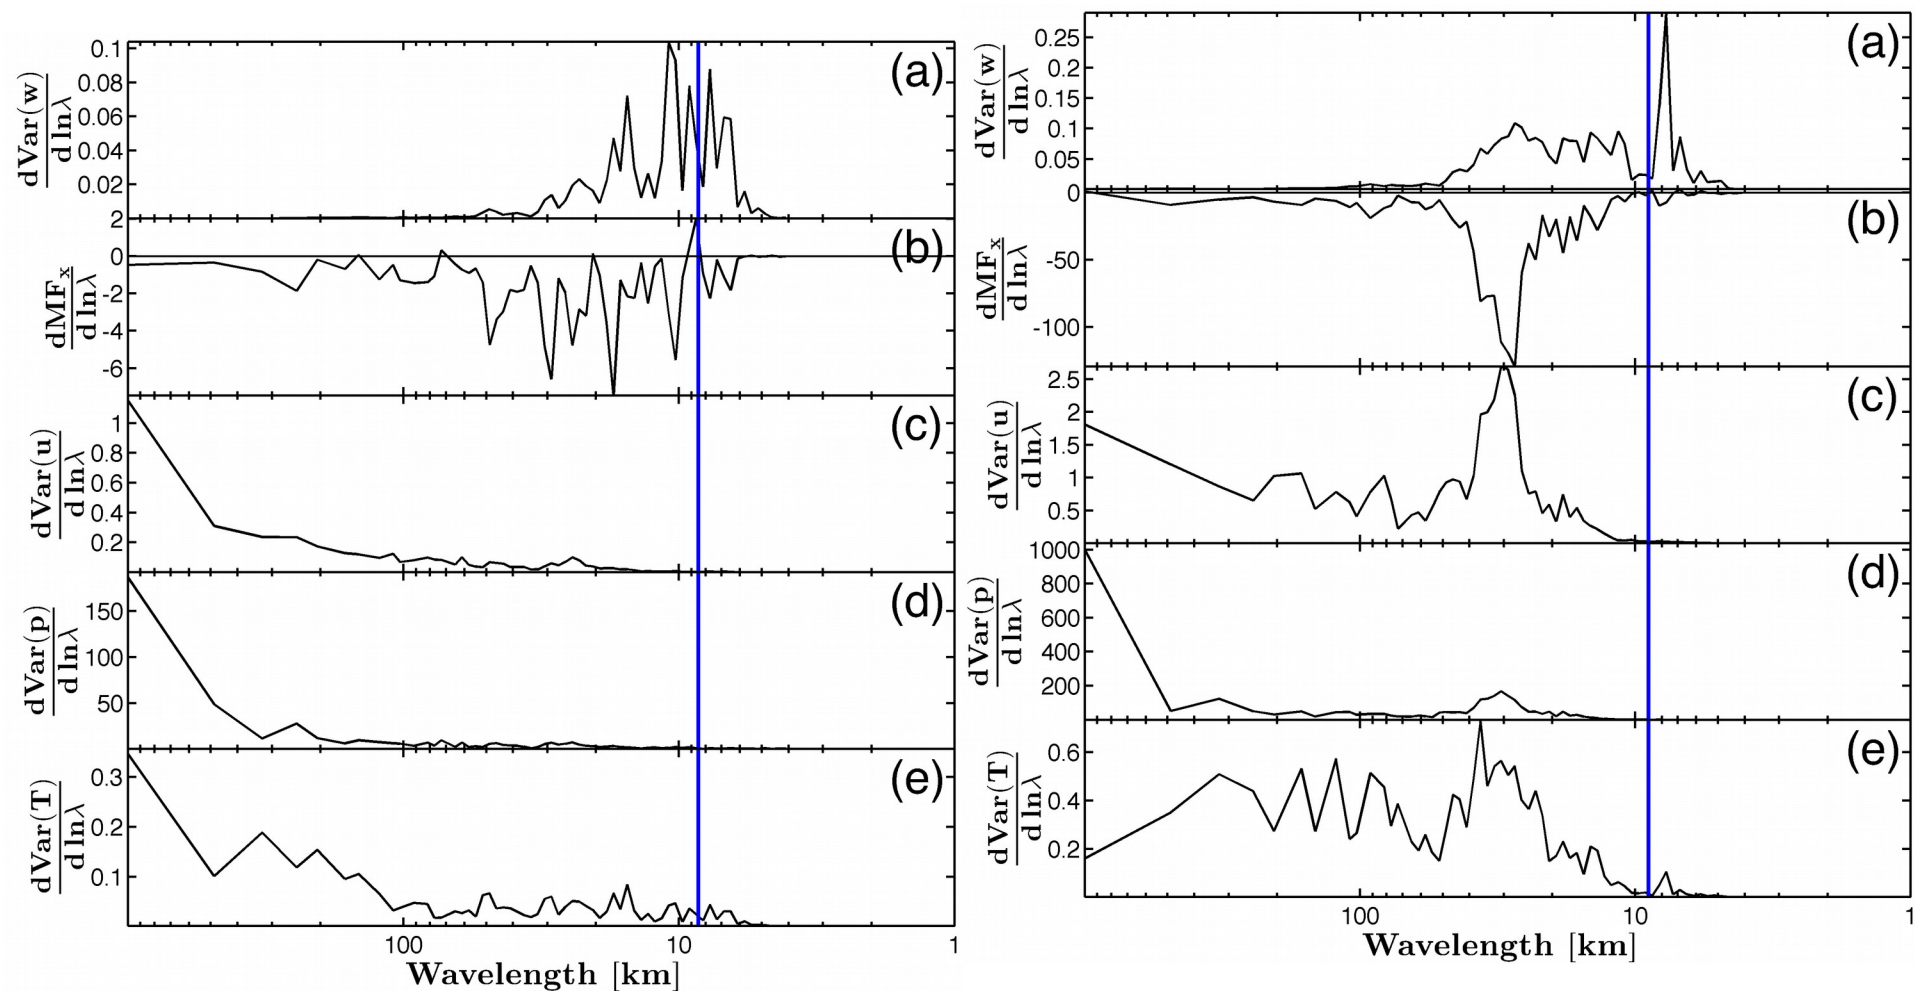 (a)
dVar(w)
d lnλ
0.1
0.08
0.06
0.04
0.02
(b)
dMFx
d lnλ
2
0
-2
-4
-6
(c)
dVar(u)
d lnλ
1
0.8
0.6
0.4
0.2
(d)
dVar(p)
d lnλ
150
100
50
(e)
dVar(T)
d lnλ
0.3
0.2
0.1
100 10 1
Wavelength [km]
(a)
dVar(w)
d lnλ
0.25
0.2
0.15
0.1
0.05
(b)
dMFx
d lnλ
0
-50
-100
(c)
dVar(u)
d lnλ
2.5
2
1.5
1
0.5
(d)
dVar(p)
d lnλ
1000
800
600
400
200
(e)
dVar(T)
d lnλ
0.6
0.4
0.2
100 10 1
Wavelength [km]